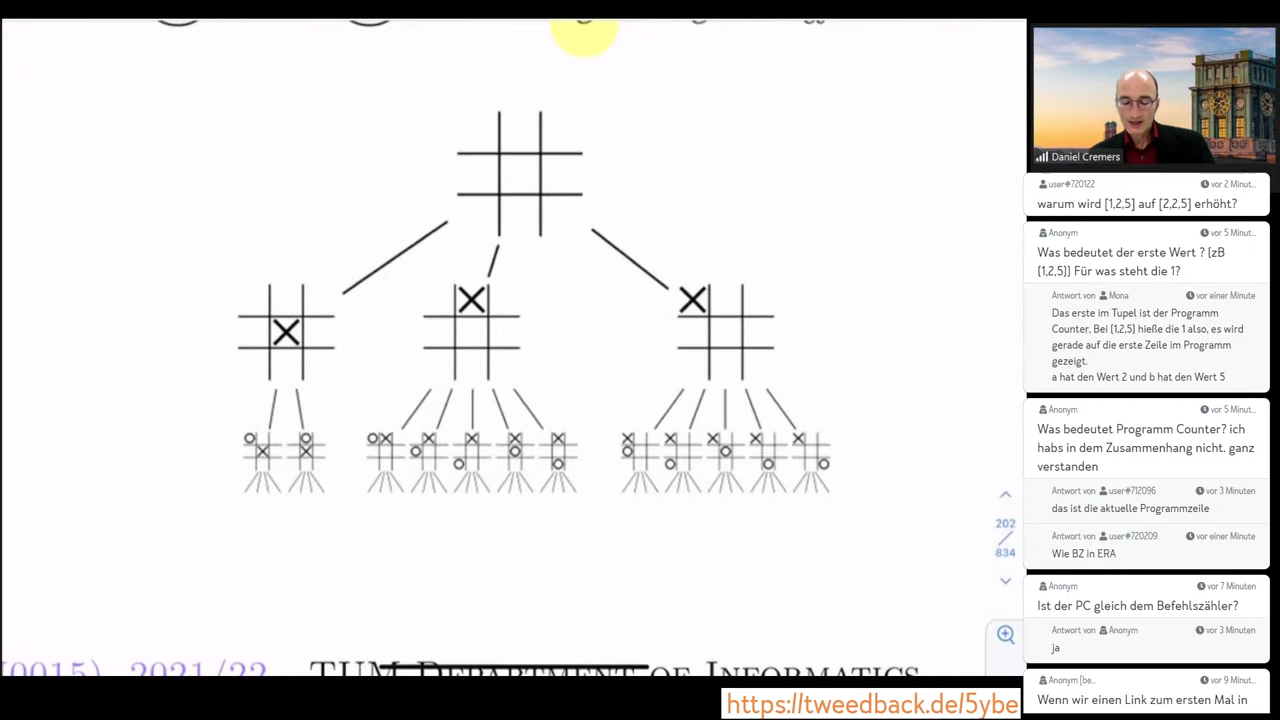 Daniel Cremers
user#720122 vor 2 Minut...
warum wird [1,2,5] auf [2,2,5] erhöht?
Anonym vor 5 Minut...
Was bedeutet der erste Wert ? (zB
[1,2,5]) Für was steht die 1?
Antwort von Mona vor einer Minute
Das erste im Tupel ist der Programm
Counter, Bei [1,2,5] hieße die 1 also, es wird
gerade auf die erste Zeile im Programm
gezeigt.
a hat den Wert 2 und b hat den Wert 5
Anonym vor 5 Minut...
Was bedeutet Programm Counter? ich
habs in dem Zusammenhang nicht. ganz
verstanden
Antwort von user#712096 vor 3 Minuten
das ist die aktuelle Programmzeile
Antwort von user#720209 vor einer Minute
Wie BZ in ERA
Anonym vor 7 Minuten
Ist der PC gleich dem Befehlszähler?
Antwort von Anonym vor 3 Minuten
ja
Anonym [be... vor 9 Minut...
Wenn wir einen Link zum ersten Mal in
202
834
(0015) 2021/22 TUM Department of Informatics
https://tweedback.de/5ybe